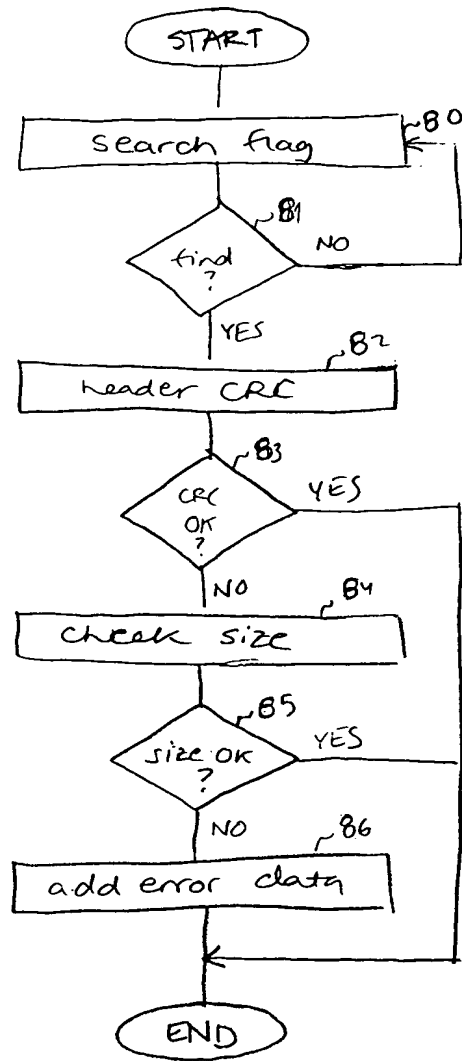 START
80
search flag
81
find
?
NO
YES
82
header CRC
83
CRC
OK
?
YES
NO
84
check size
85
size OK
?
YES
NO
86
add error data
END